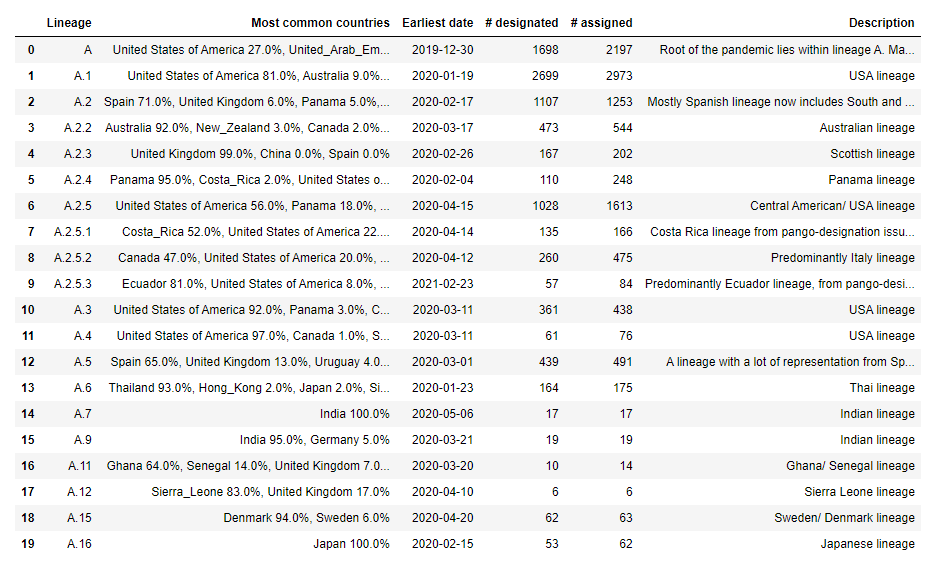 Lineage Most common countries Earliest date # designated # assigned Description
0 A United States of America 27.0%, United_Arab_Em... 2019-12-30 1698 2197 Root of the pandemic lies within lineage A. Ma...
1 A.1 United States of America 81.0%, Australia 9.0%... 2020-01-19 2699 2973 USA lineage
2 A.2 Spain 71.0%, United Kingdom 6.0%, Panama 5.0%,... 2020-02-17 1107 1253 Mostly Spanish lineage now includes South and ...
3 A.2.2 Australia 92.0%, New_Zealand 3.0%, Canada 2.0%... 2020-03-17 473 544 Australian lineage
4 A.2.3 United Kingdom 99.0%, China 0.0%, Spain 0.0% 2020-02-26 167 202 Scottish lineage
5 A.2.4 Panama 95.0%, Costa_Rica 2.0%, United States o... 2020-02-04 110 248 Panama lineage
6 A.2.5 United States of America 56.0%, Panama 18.0%, ... 2020-04-15 1028 1613 Central American/ USA lineage
7 A.2.5.1 Costa_Rica 52.0%, United States of America 22.... 2020-04-14 135 166 Costa Rica lineage from pango-designation issu...
8 A.2.5.2 Canada 47.0%, United States of America 20.0%, ... 2020-04-12 260 475 Predominantly Italy lineage
9 A.2.5.3 Ecuador 81.0%, United States of America 8.0%, ... 2021-02-23 57 84 Predominantly Ecuador lineage, from pango-desi...
10 A.3 United States of America 92.0%, Panama 3.0%, C... 2020-03-11 361 438 USA lineage
11 A.4 United States of America 97.0%, Canada 1.0%, S... 2020-03-11 61 76 USA lineage
12 A.5 Spain 65.0%, United Kingdom 13.0%, Uruguay 4.0... 2020-03-01 439 491 A lineage with a lot of representation from Sp...
13 A.6 Thailand 93.0%, Hong_Kong 2.0%, Japan 2.0%, Si... 2020-01-23 164 175 Thai lineage
14 A.7 India 100.0% 2020-05-06 17 17 Indian lineage
15 A.9 India 95.0%, Germany 5.0% 2020-03-21 19 19 Indian lineage
16 A.11 Ghana 64.0%, Senegal 14.0%, United Kingdom 7.0... 2020-03-20 10 14 Ghana/ Senegal lineage
17 A.12 Sierra_Leone 83.0%, United Kingdom 17.0% 2020-04-10 6 6 Sierra Leone lineage
18 A.15 Denmark 94.0%, Sweden 6.0% 2020-04-20 62 63 Sweden/ Denmark lineage
19 A.16 Japan 100.0% 2020-02-15 53 62 Japanese lineage